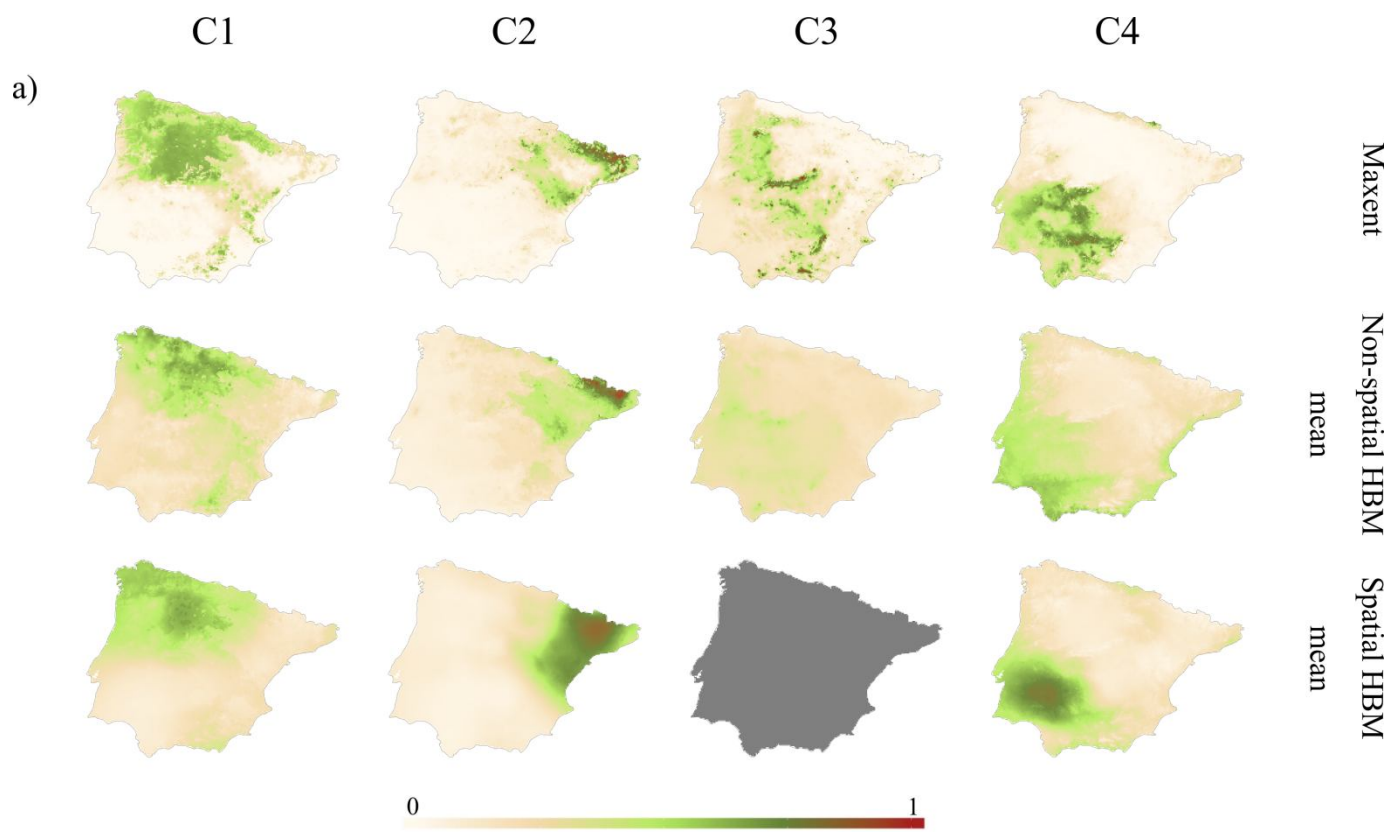 C1 C2 C3 C4
a)
Maxent
Non-spatial HBM
mean
Spatial HBM
mean
0 1